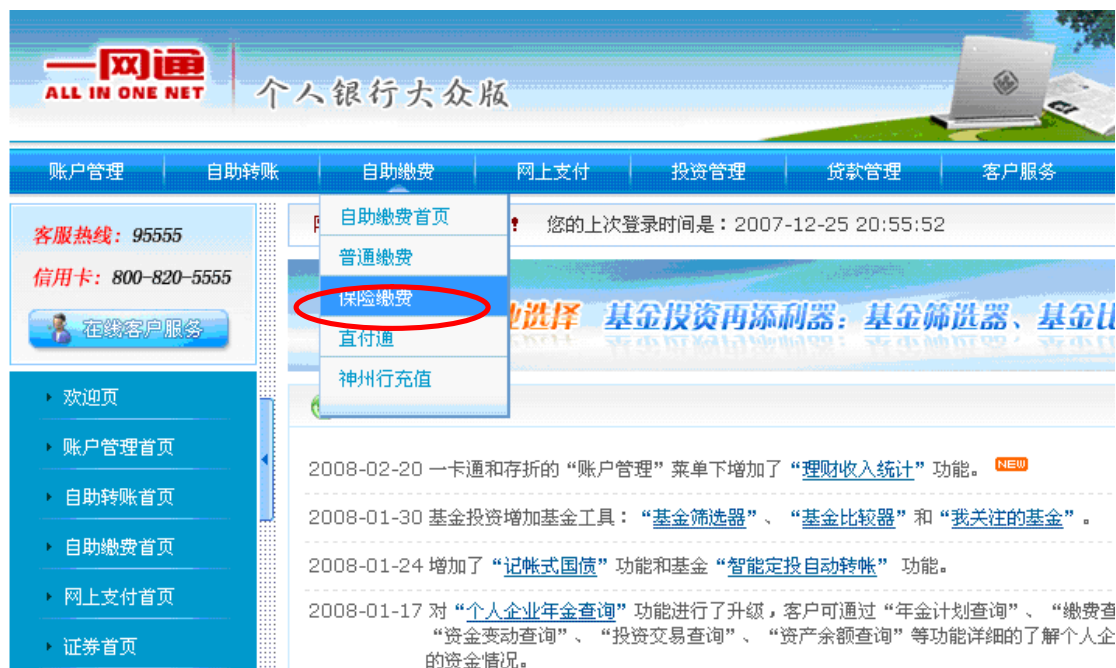 一网通
ALL IN ONE NET
个人银行大众版
账户管理 自助转账 自助缴费 网上支付 投资管理 贷款管理 客户服务
客服热线：95555
信用卡：800-820-5555
在线客户服务
欢迎页
账户管理首页
自助转账首页
自助缴费首页
网上支付首页
证券首页
自助缴费首页
普通缴费
保险缴费
直付通
神州行充值
！ 您的上次登录时间是：2007-12-25 20:55:52
选择 基金投资再添利器：基金筛选器、基金比
2008-02-20 一卡通和存折的“账户管理”菜单下增加了“理财收入统计”功能。 NEW
2008-01-30 基金投资增加基金工具：“基金筛选器”、“基金比较器”和“我关注的基金”。
2008-01-24 增加了“记帐式国债”功能和基金“智能定投自动转帐” 功能。
2008-01-17 对“个人企业年金查询”功能进行了升级，客户可通过“年金计划查询”、“缴费查
“资金变动查询”、“投资交易查询”、“资产余额查询”等功能详细的了解个人企
的资金情况。